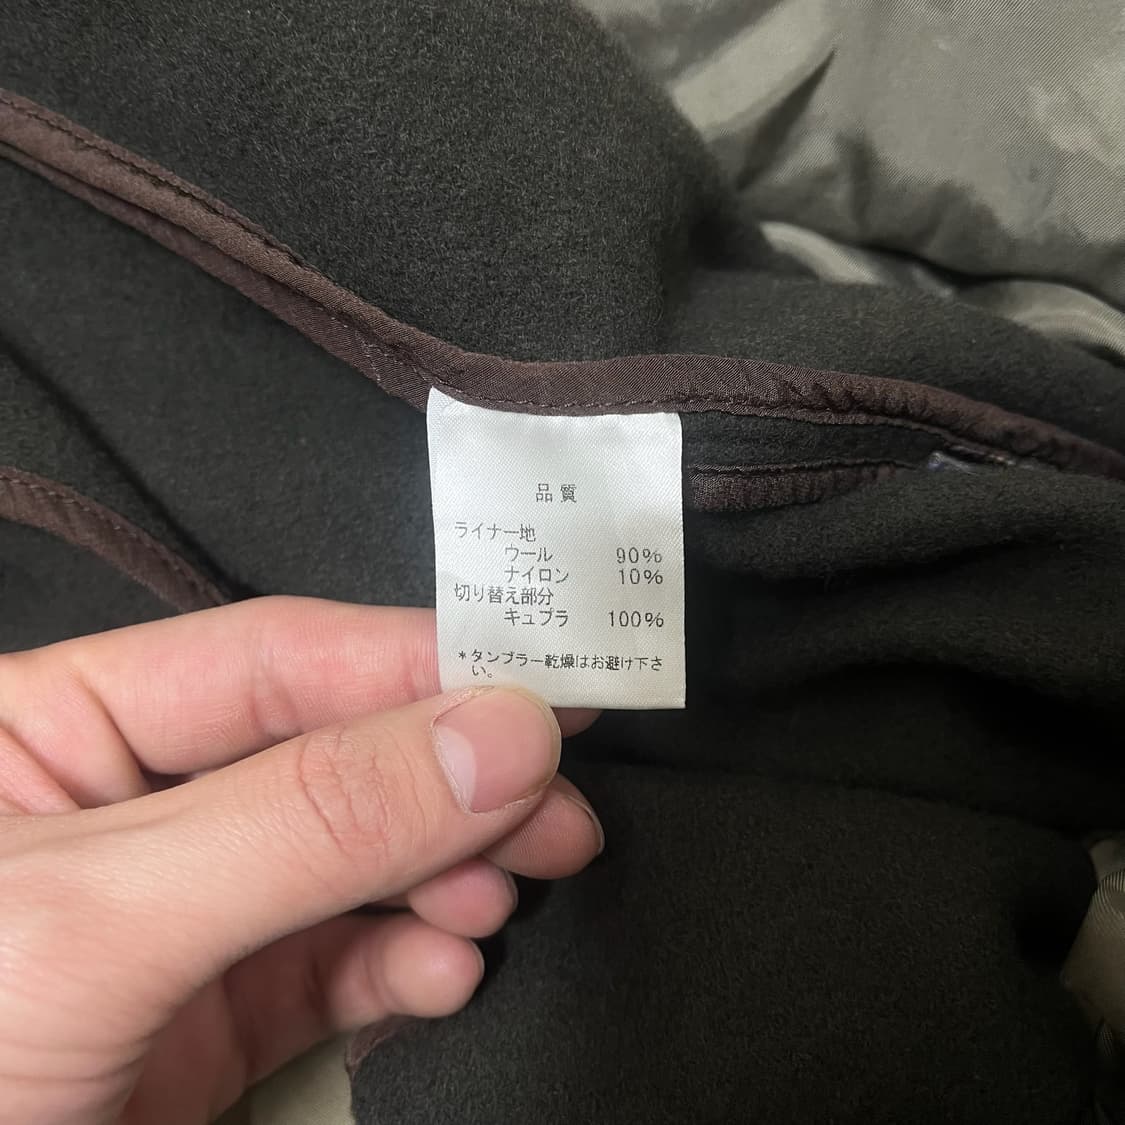 品質
ライナー地
ウール 90%
ナイロン 10%
切り替え部分
キュプラ 100%
*タンブラー乾燥はお避け下さ
い。